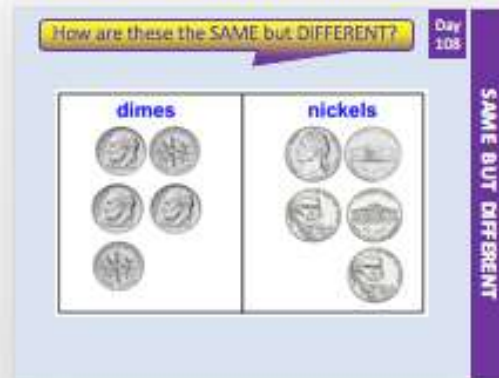 How are these the SAME but DIFFERENT?
Day
108
dimes
nickels
SAME BUT DIFFERENT